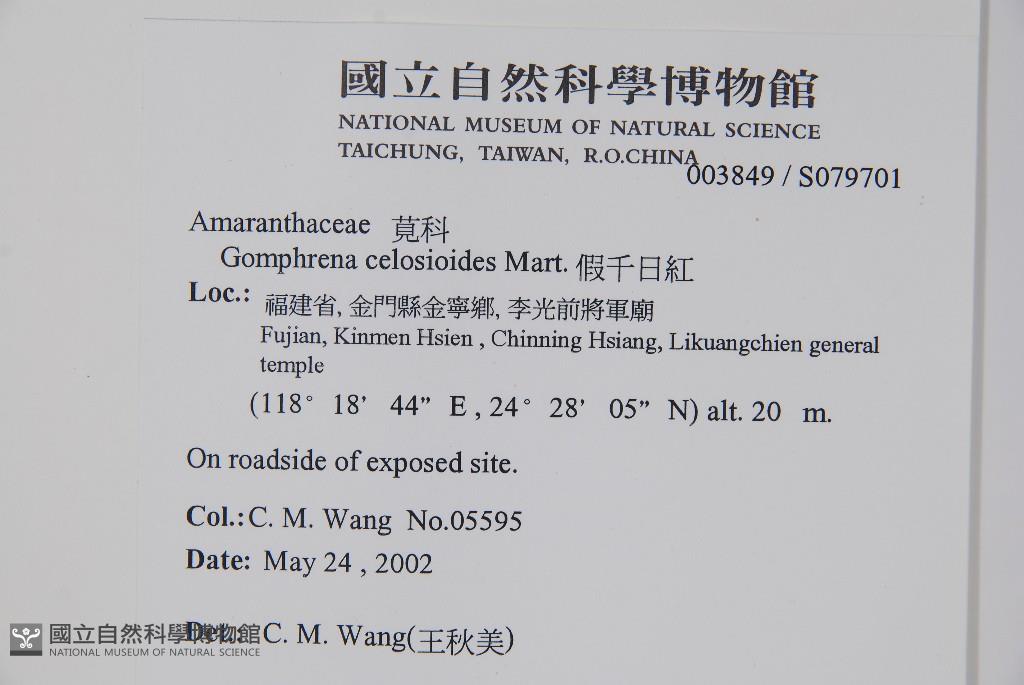 國立自然科學博物館
NATIONAL MUSEUM OF NATURAL SCIENCE
TAICHUNG, TAIWAN, R.O.CHINA
003849 / S079701
Amaranthaceae 莧科
Gomphrena celosioides Mart. 假千日紅
Loc.: 福建省, 金門縣金寧鄉, 李光前將軍廟
Fujian, Kinmen Hsien , Chinning Hsiang, Likuangchien general
temple
(118° 18' 44” E , 24° 28' 05” N) alt. 20 m.
On roadside of exposed site.
Col.: C. M. Wang No.05595
Date: May 24 , 2002
Det.: C. M. Wang(王秋美)
國立自然科學博物館
NATIONAL MUSEUM OF NATURAL SCIENCE